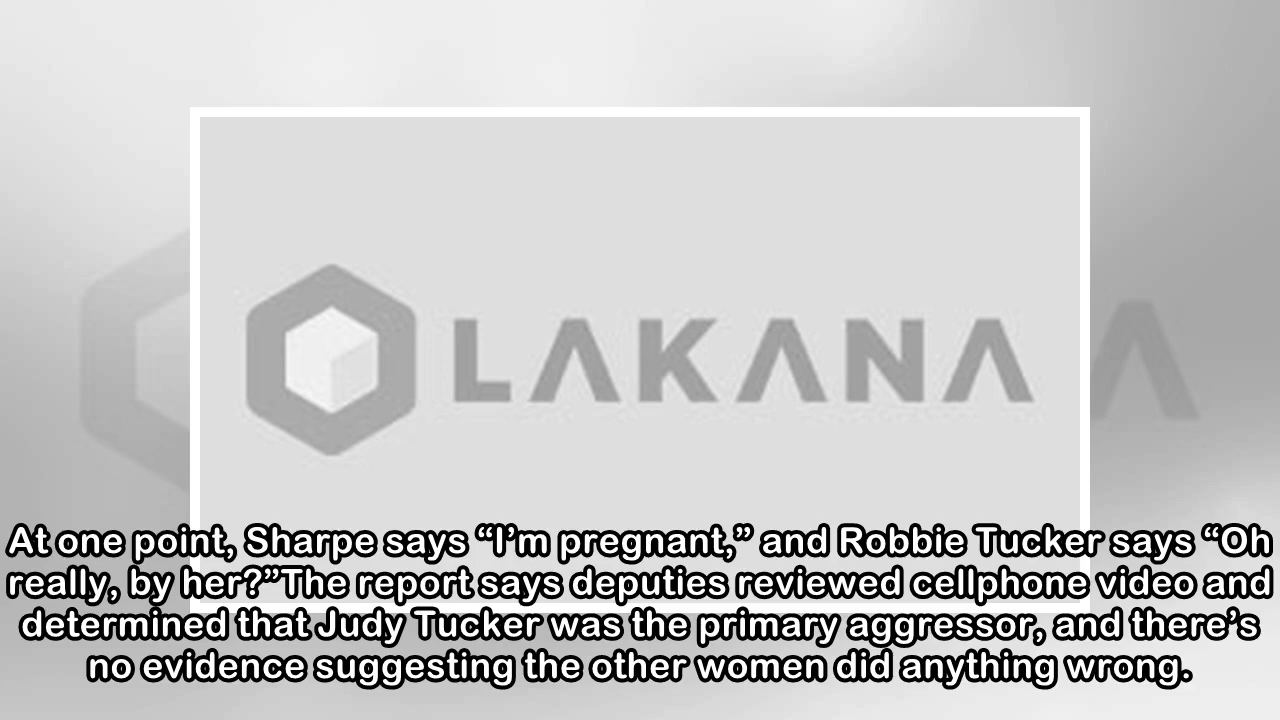 LAKANA
At one point, Sharpe says “I’m pregnant,” and Robbie Tucker says “Oh
really, by her?”The report says deputies reviewed cellphone video and
determined that Judy Tucker was the primary aggressor, and there’s
no evidence suggesting the other women did anything wrong.